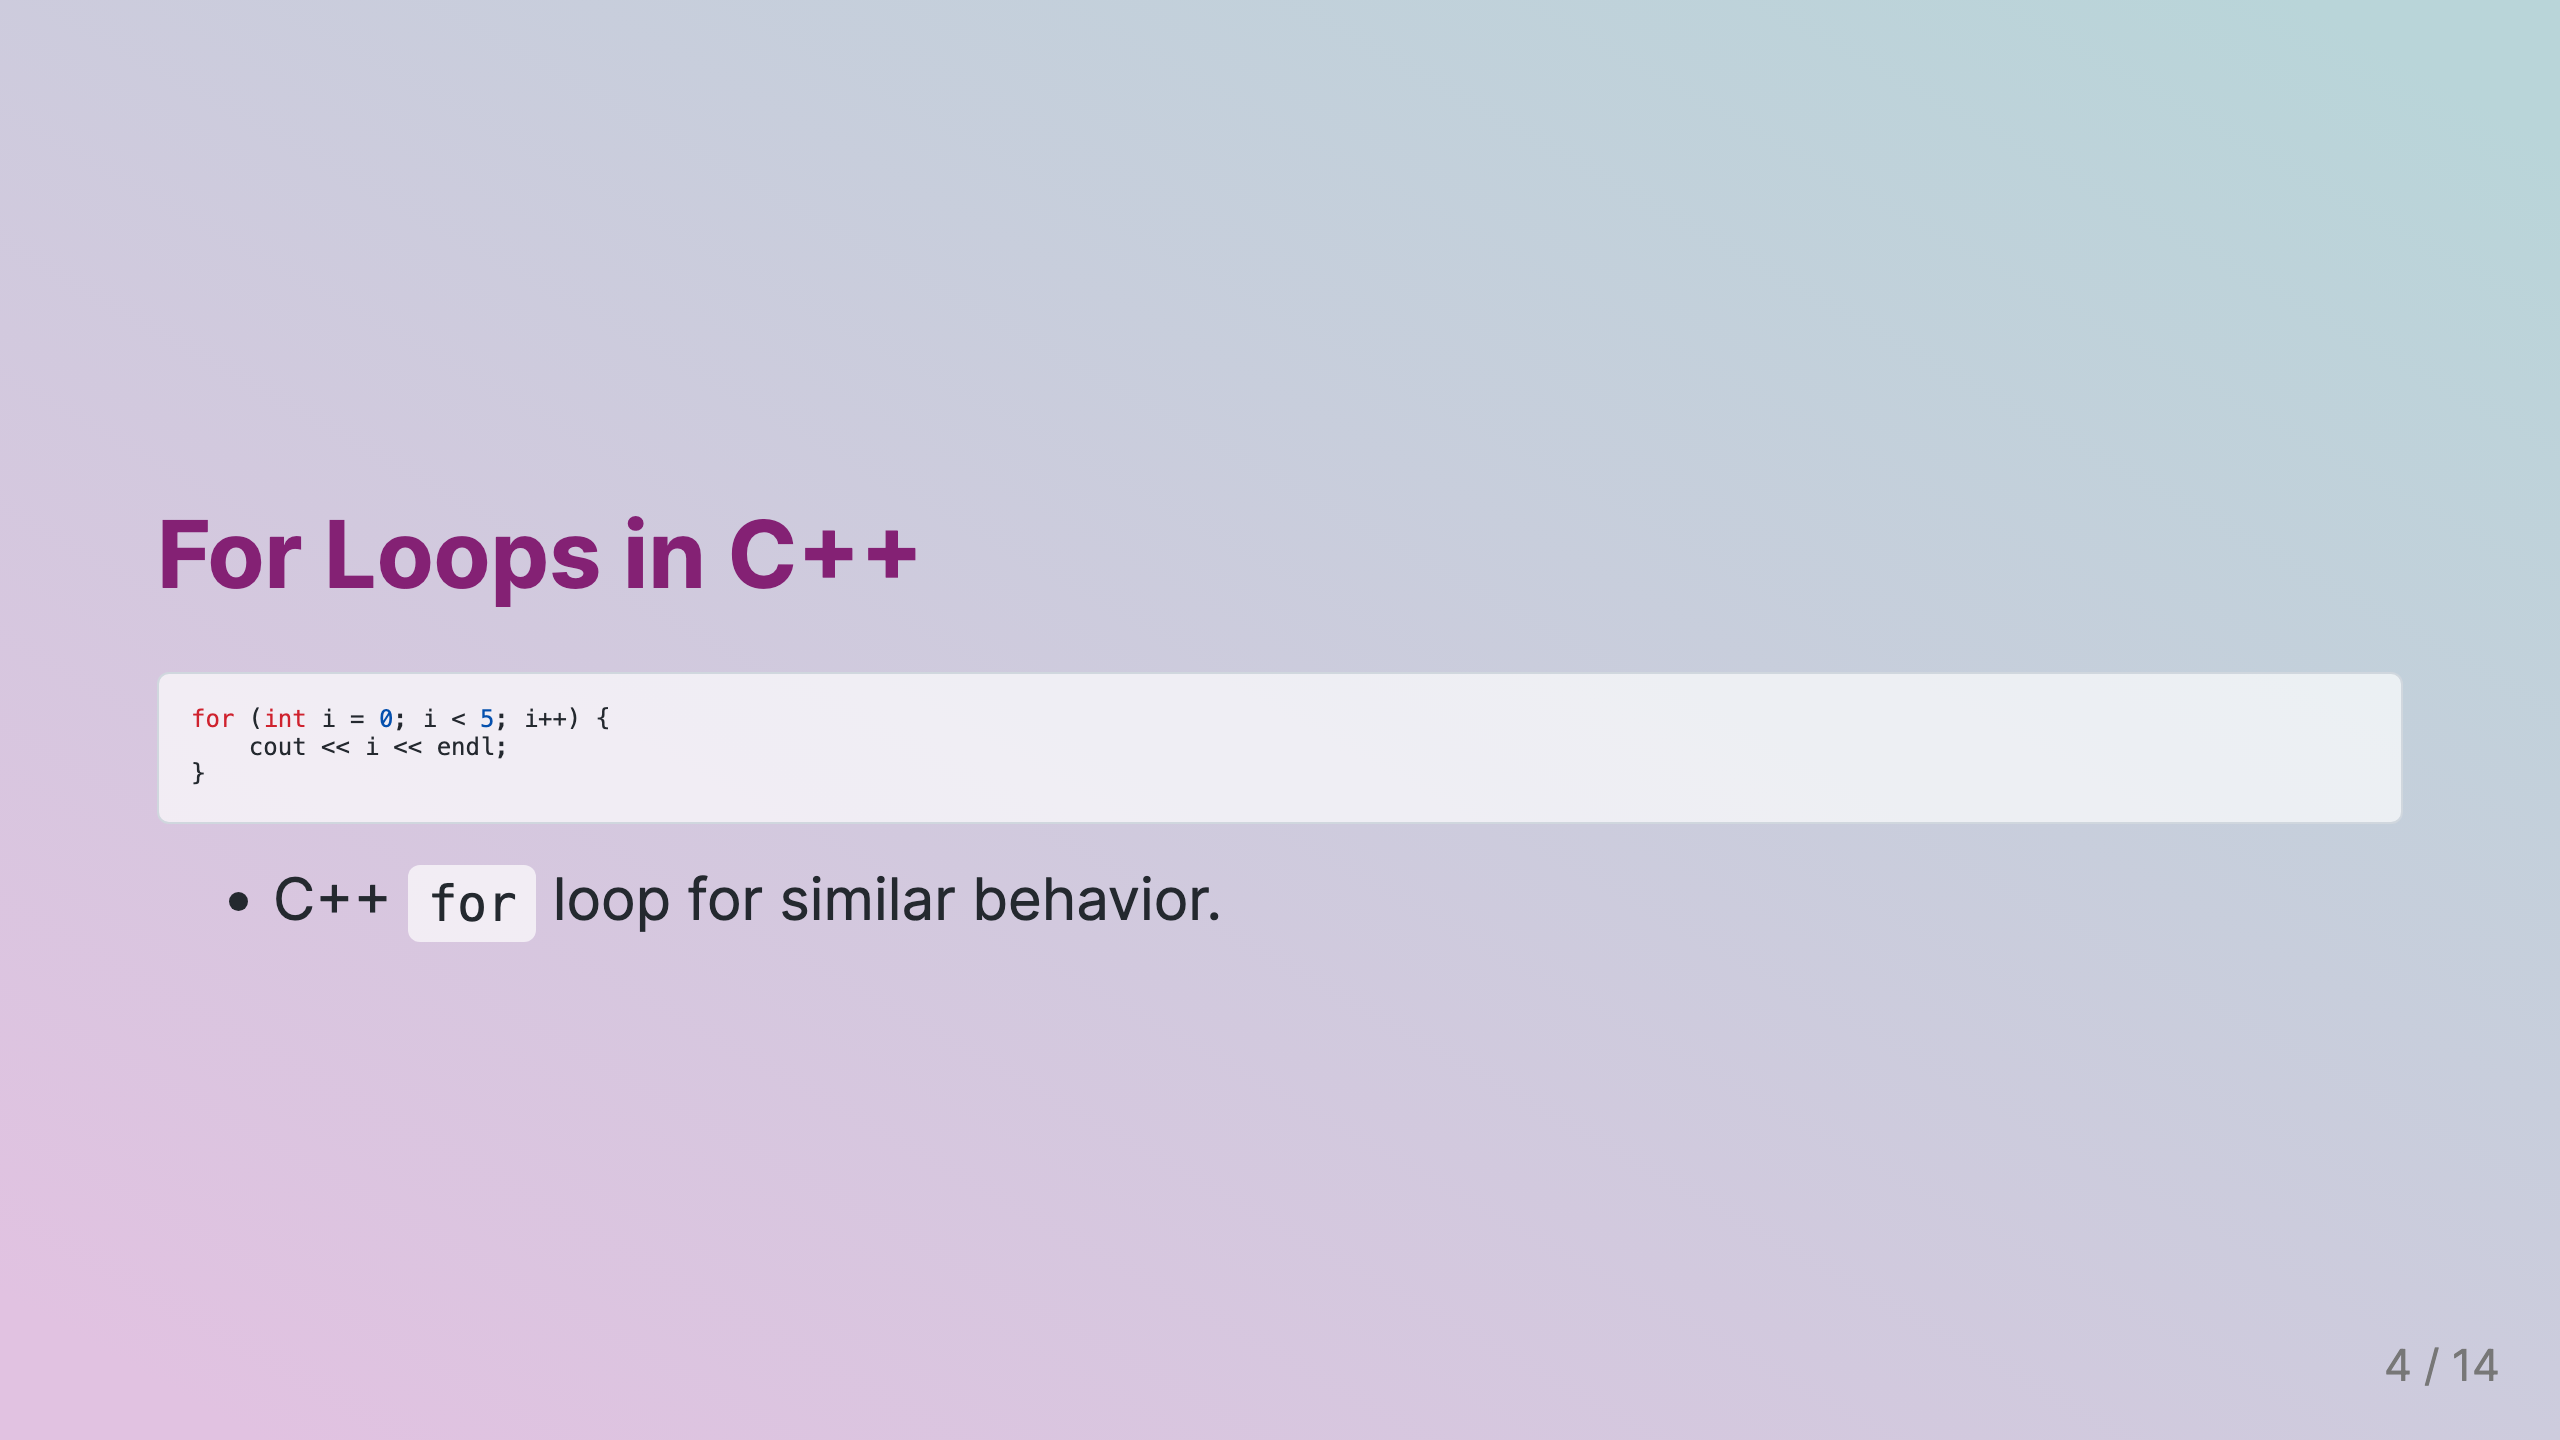 For Loops in C++
for (int i = 0; i < 5; i++) {
    cout << i << endl;
}
• C++ for loop for similar behavior.
4 / 14